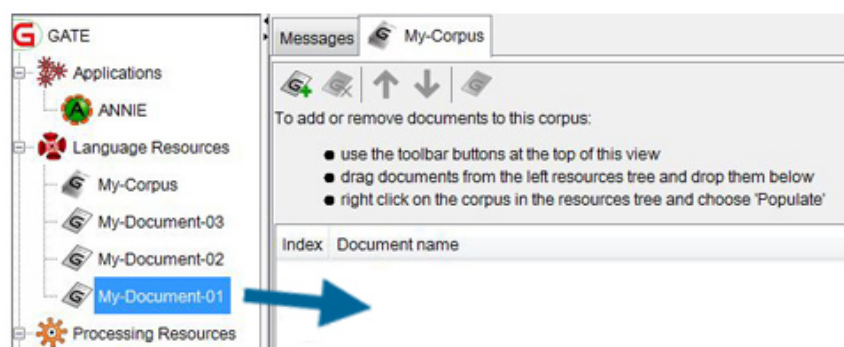 GATE
Applications
ANNIE
Language Resources
My-Corpus
My-Document-03
My-Document-02
My-Document-01
Processing Resources
Messages My-Corpus
To add or remove documents to this corpus:
● use the toolbar buttons at the top of this view
● drag documents from the left resources tree and drop them below
● right click on the corpus in the resources tree and choose 'Populate'
Index Document name